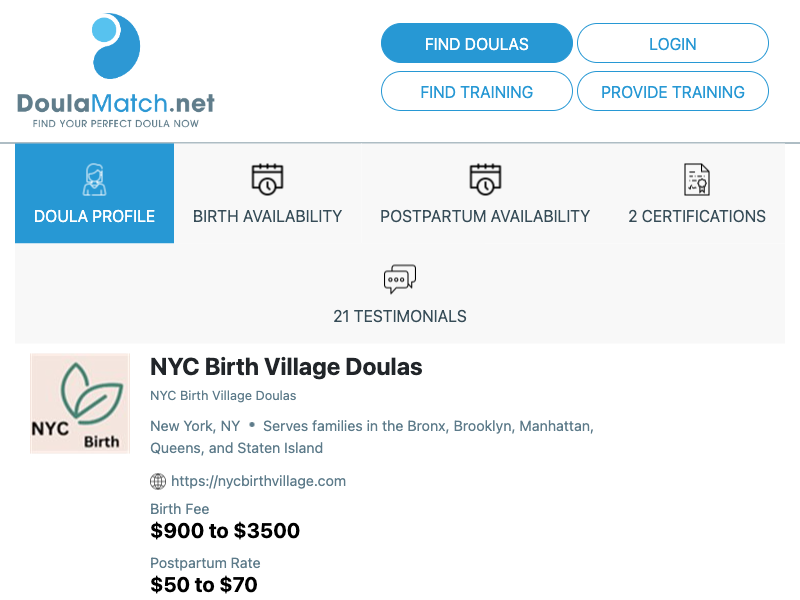 DoulaMatch.net
FIND YOUR PERFECT DOULA NOW
FIND DOULAS
LOGIN
FIND TRAINING
PROVIDE TRAINING
DOULA PROFILE
BIRTH AVAILABILITY
POSTPARTUM AVAILABILITY
2 CERTIFICATIONS
21 TESTIMONIALS
NYC
Birth
NYC Birth Village Doulas
NYC Birth Village Doulas
New York, NY • Serves families in the Bronx, Brooklyn, Manhattan,
Queens, and Staten Island
https://nycbirthvillage.com
Birth Fee
$900 to $3500
Postpartum Rate
$50 to $70